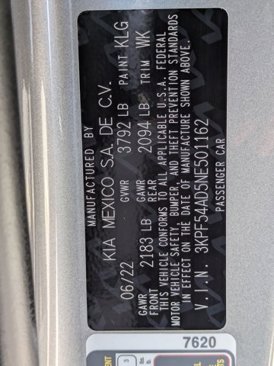 MANUFACTURED BY
KIA MEXICO S.A. DE C.V.
06/22 GVWR 3792 LB PAINT KLG
GAWR FRONT 2183 LB GAWR REAR 2094 LB TRIM WK
THIS VEHICLE CONFORMS TO ALL APPLICABLE U.S.A. FEDERAL
MOTOR VEHICLE SAFETY, BUMPER, AND THEFT PREVENTION STANDARDS
IN EFFECT ON THE DATE OF MANUFACTURE SHOWN ABOVE.
V.I.N. 3KPF54AD5NE501162
PASSENGER CAR
7620